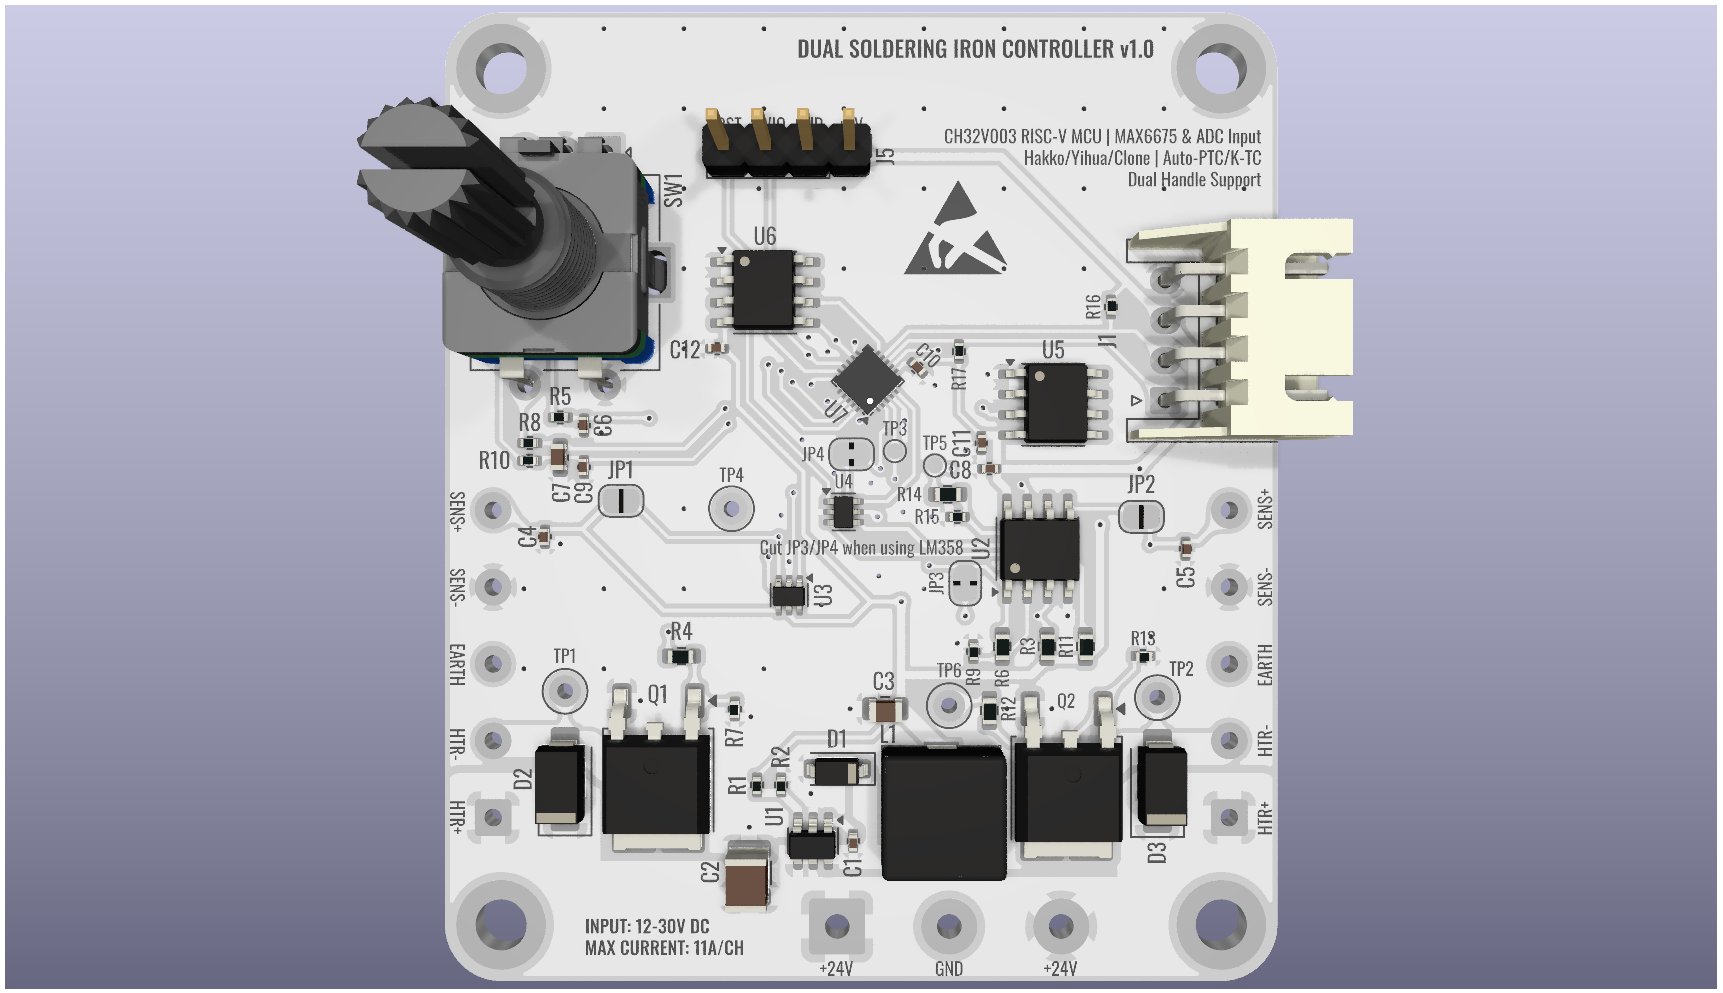 DUAL SOLDERING IRON CONTROLLER v1.0
CH32V003 RISC-V MCU | MAX6675 & ADC Input
Hakko/Yihua/Clone | Auto-PTC/K-TC
Dual Handle Support
J5
SW1
U6
R16
J1
U5
C12
C10
R17
U7
R5
R8
C6
R10
C7
C9
JP1
TP3
JP4
TP5
C11
C8
TP4
U4
R14
R15
JP2
SENS+
SENS+
C4
Cut JP3/JP4 when using LM358
U2
C5
SENS-
SENS-
U3
JP3
R4
R9
R6
R3
R11
R13
EARTH
EARTH
TP1
Q1
C3
TP6
R12
Q2
TP2
R7
L1
HTR-
HTR-
D2
R1
R2
D1
U1
HTR+
HTR+
C2
C1
D3
INPUT: 12-30V DC
MAX CURRENT: 11A/CH
+24V
GND
+24V